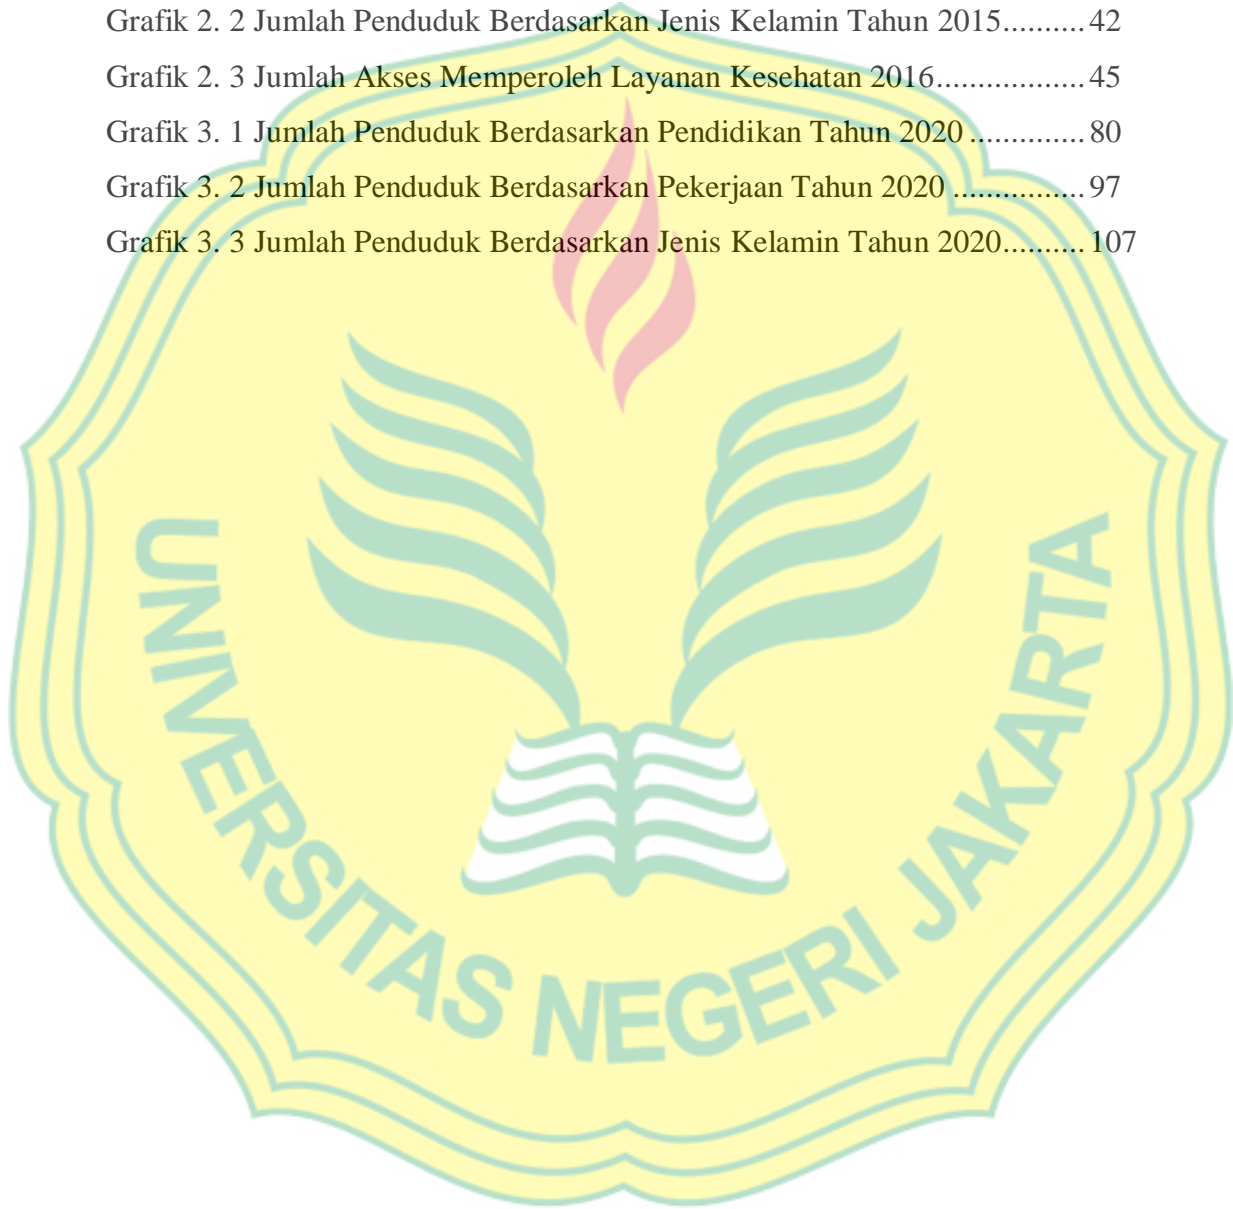 Grafik 2. 2 Jumlah Penduduk Berdasarkan Jenis Kelamin Tahun 2015.......... 42
Grafik 2. 3 Jumlah Akses Memperoleh Layanan Kesehatan 2016.................. 45
Grafik 3. 1 Jumlah Penduduk Berdasarkan Pendidikan Tahun 2020 .............. 80
Grafik 3. 2 Jumlah Penduduk Berdasarkan Pekerjaan Tahun 2020 ................ 97
Grafik 3. 3 Jumlah Penduduk Berdasarkan Jenis Kelamin Tahun 2020.......... 107
UNIVERSITAS NEGERI JAKARTA